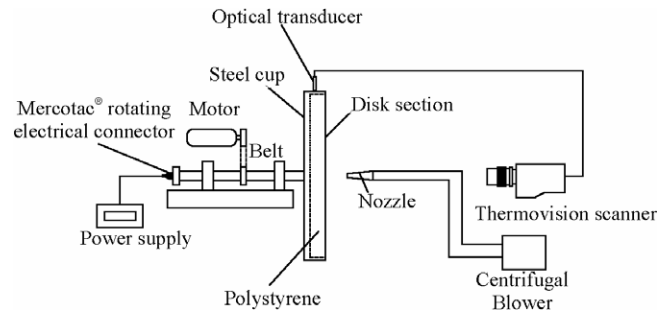 Optical transducer
Steel cup
Disk section
Mercotac® rotating
electrical connector
Motor
Belt
Nozzle
Thermovision scanner
Power supply
Polystyrene
Centrifugal
Blower